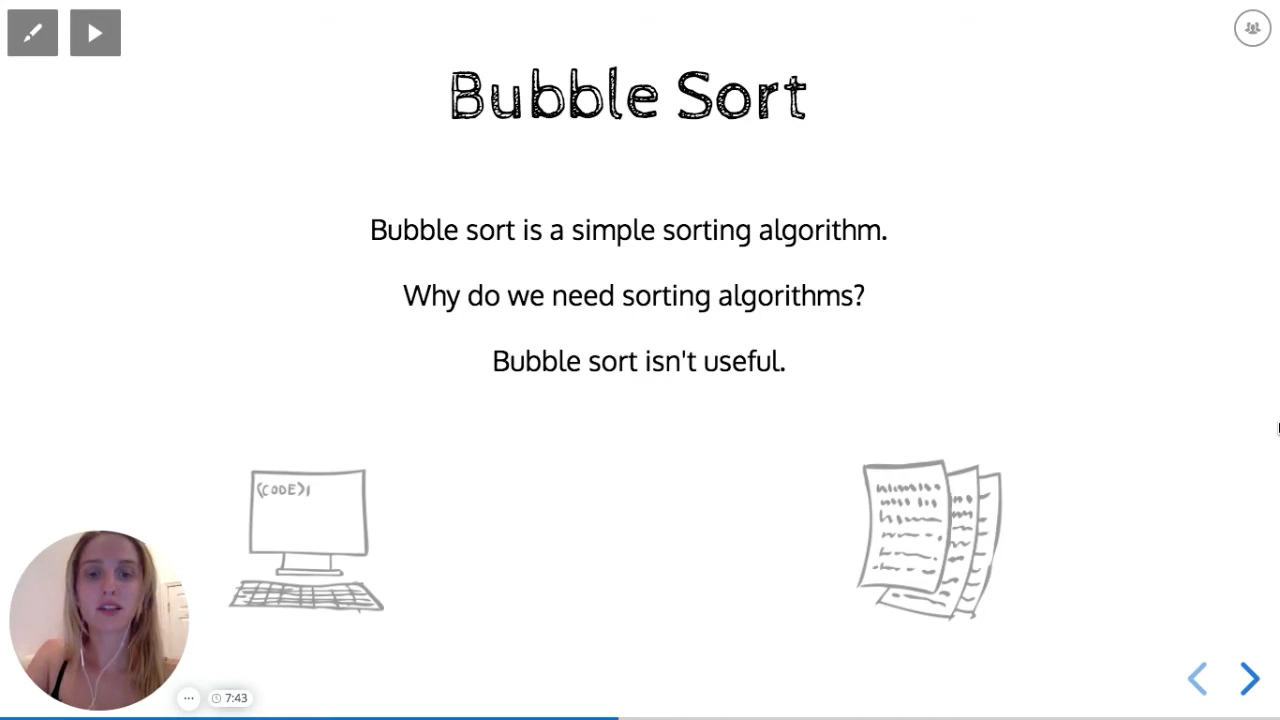 Bubble Sort
Bubble sort is a simple sorting algorithm.
Why do we need sorting algorithms?
Bubble sort isn't useful.
<CODE>|
7:43